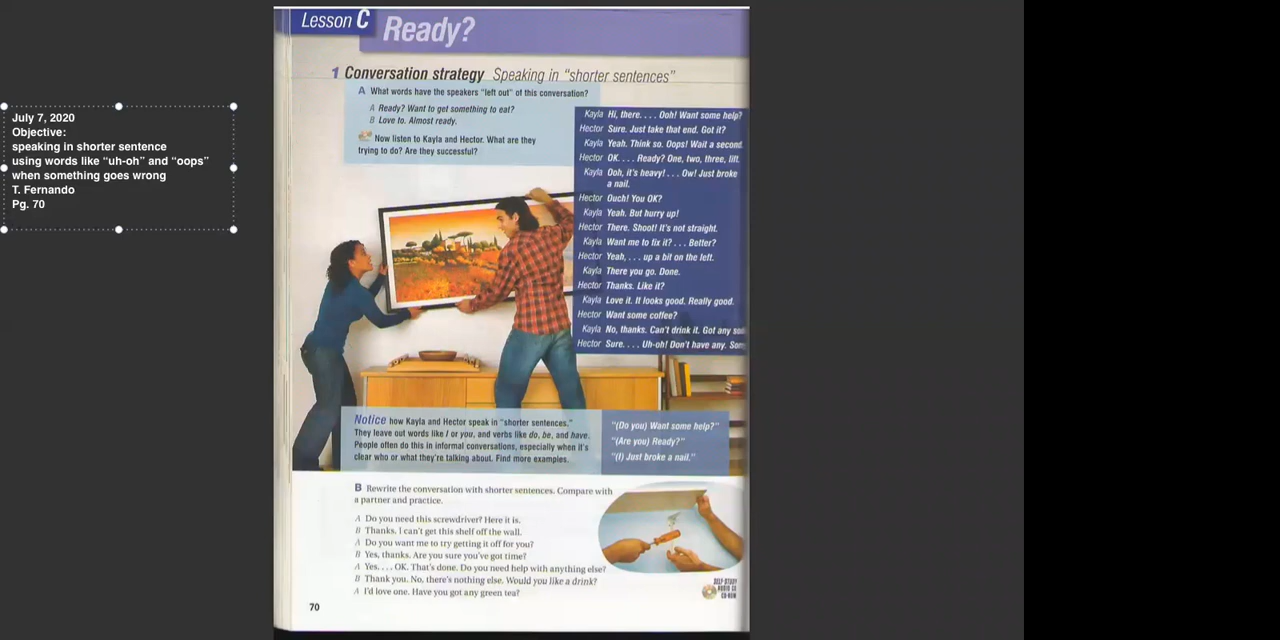 July 7, 2020
Objective:
speaking in shorter sentence
using words like “uh-oh” and “oops”
when something goes wrong
T. Fernando
Pg. 70
Lesson C
Ready?
1 Conversation strategy Speaking in “shorter sentences”
A What words have the speakers “left out” of this conversation?
A Ready? Want to get something to eat?
B Love to. Almost ready.
Now listen to Kayla and Hector. What are they
trying to do? Are they successful?
Kayla Hi, there. . . . Ooh! Want some help?
Hector Sure. Just take that end. Got it?
Kayla Yeah. Think so. Oops! Wait a second.
Hector OK. . . . Ready? One, two, three, lift.
Kayla Ooh, it's heavy! . . . Ow! Just broke
a nail.
Hector Ouch! You OK?
Kayla Yeah. But hurry up!
Hector There. Shoot! It's not straight.
Kayla Want me to fix it? . . . Better?
Hector Yeah, . . . up a bit on the left.
Kayla There you go. Done.
Hector Thanks. Like it?
Kayla Love it. It looks good. Really good.
Hector Want some coffee?
Kayla No, thanks. Can't drink it. Got any
Hector Sure. . . . Uh-oh! Don't have any.
Notice how Kayla and Hector speak in “shorter sentences.”
They leave out words like I or you, and verbs like do, be, and have.
People often do this in informal conversations, especially when it's
clear who or what they're talking about. Find more examples.
“(Do you) Want some help?”
“(Are you) Ready?”
“(I) Just broke a nail.”
B Rewrite the conversation with shorter sentences. Compare with
a partner and practice.
A Do you need this screwdriver? Here it is.
B Thanks. I can't get this shelf off the wall.
A Do you want me to try getting it off for you?
B Yes, thanks. Are you sure you've got time?
A Yes. . . . OK. That's done. Do you need help with anything else?
B Thank you. No, there's nothing else. Would you like a drink?
A I'd love one. Have you got any green tea?
SELF-STUDY
AUDIO CD
CD-ROM
70